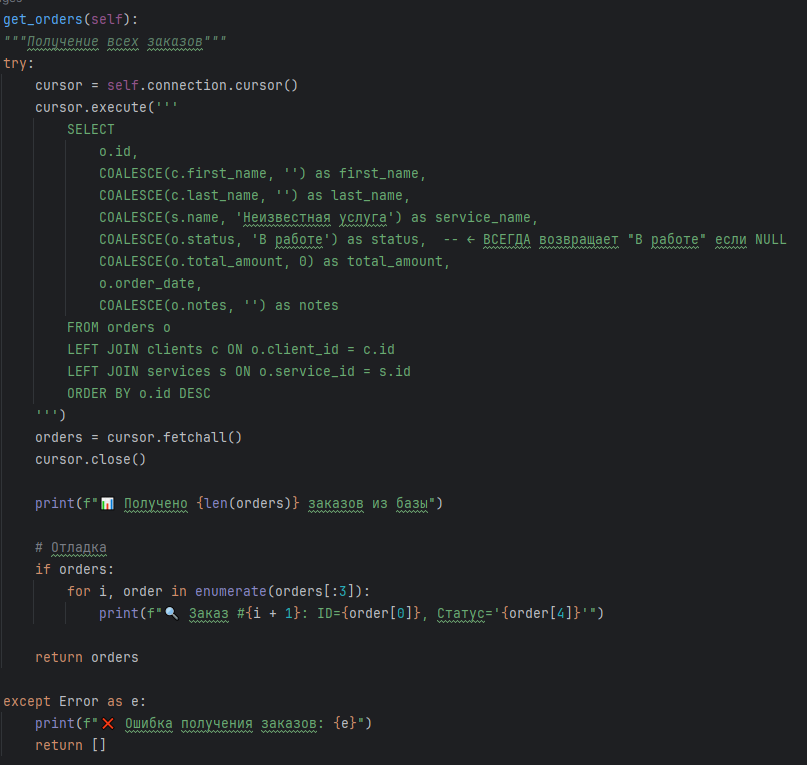 get_orders(self):
"""Получение всех заказов"""
try:
    cursor = self.connection.cursor()
    cursor.execute('''
        SELECT
            o.id,
            COALESCE(c.first_name, '') as first_name,
            COALESCE(c.last_name, '') as last_name,
            COALESCE(s.name, 'Неизвестная услуга') as service_name,
            COALESCE(o.status, 'В работе') as status,  -- ← ВСЕГДА возвращает "В работе" если NULL
            COALESCE(o.total_amount, 0) as total_amount,
            o.order_date,
            COALESCE(o.notes, '') as notes
        FROM orders o
        LEFT JOIN clients c ON o.client_id = c.id
        LEFT JOIN services s ON o.service_id = s.id
        ORDER BY o.id DESC
    ''')
    orders = cursor.fetchall()
    cursor.close()

    print(f"📊 Получено {len(orders)} заказов из базы")

    # Отладка
    if orders:
        for i, order in enumerate(orders[:3]):
            print(f"🔍 Заказ #{i + 1}: ID={order[0]}, Статус='{order[4]}'")

    return orders

except Error as e:
    print(f"❌ Ошибка получения заказов: {e}")
    return []